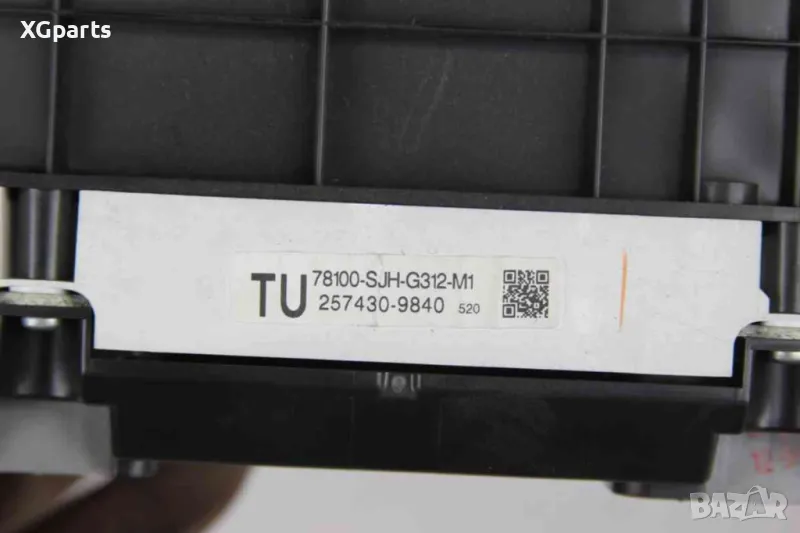 XGparts
TU 78100-SJH-G312-M1
257430-9840 520
BAZAR